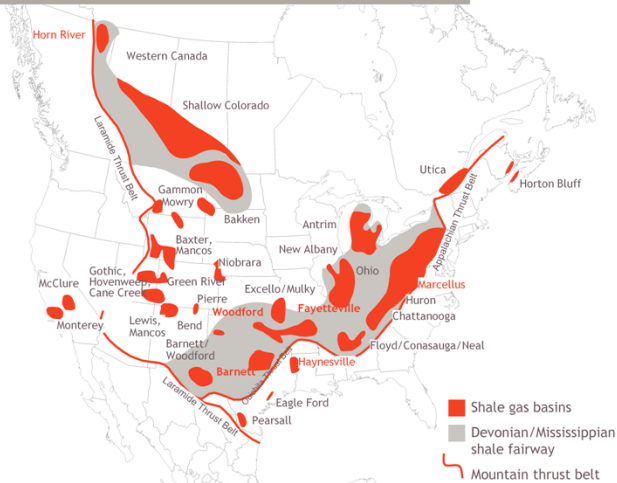 Horn River
Western Canada
Shallow Colorado
Laramide Thrust Belt
Gammon
Mowry
Bakken
Utica
Horton Bluff
Appalachian Thrust Belt
Antrim
New Albany
Ohio
Baxter,
Mancos
Niobrara
Gothic,
Hovenweep,
Cane Creek
Green River
McClure
Monterey
Excello/Mulky
Pierre
Woodford
Fayetteville
Marcellus
Huron
Chattanooga
Lewis,
Mancos
Bend
Barnett/
Woodford
Floyd/Conasauga/Neal
Barnett
Ouachita Thrust Belt
Haynesville
Laramide Thrust Belt
Eagle Ford
Pearsall
Shale gas basins
Devonian/Mississippian
shale fairway
Mountain thrust belt